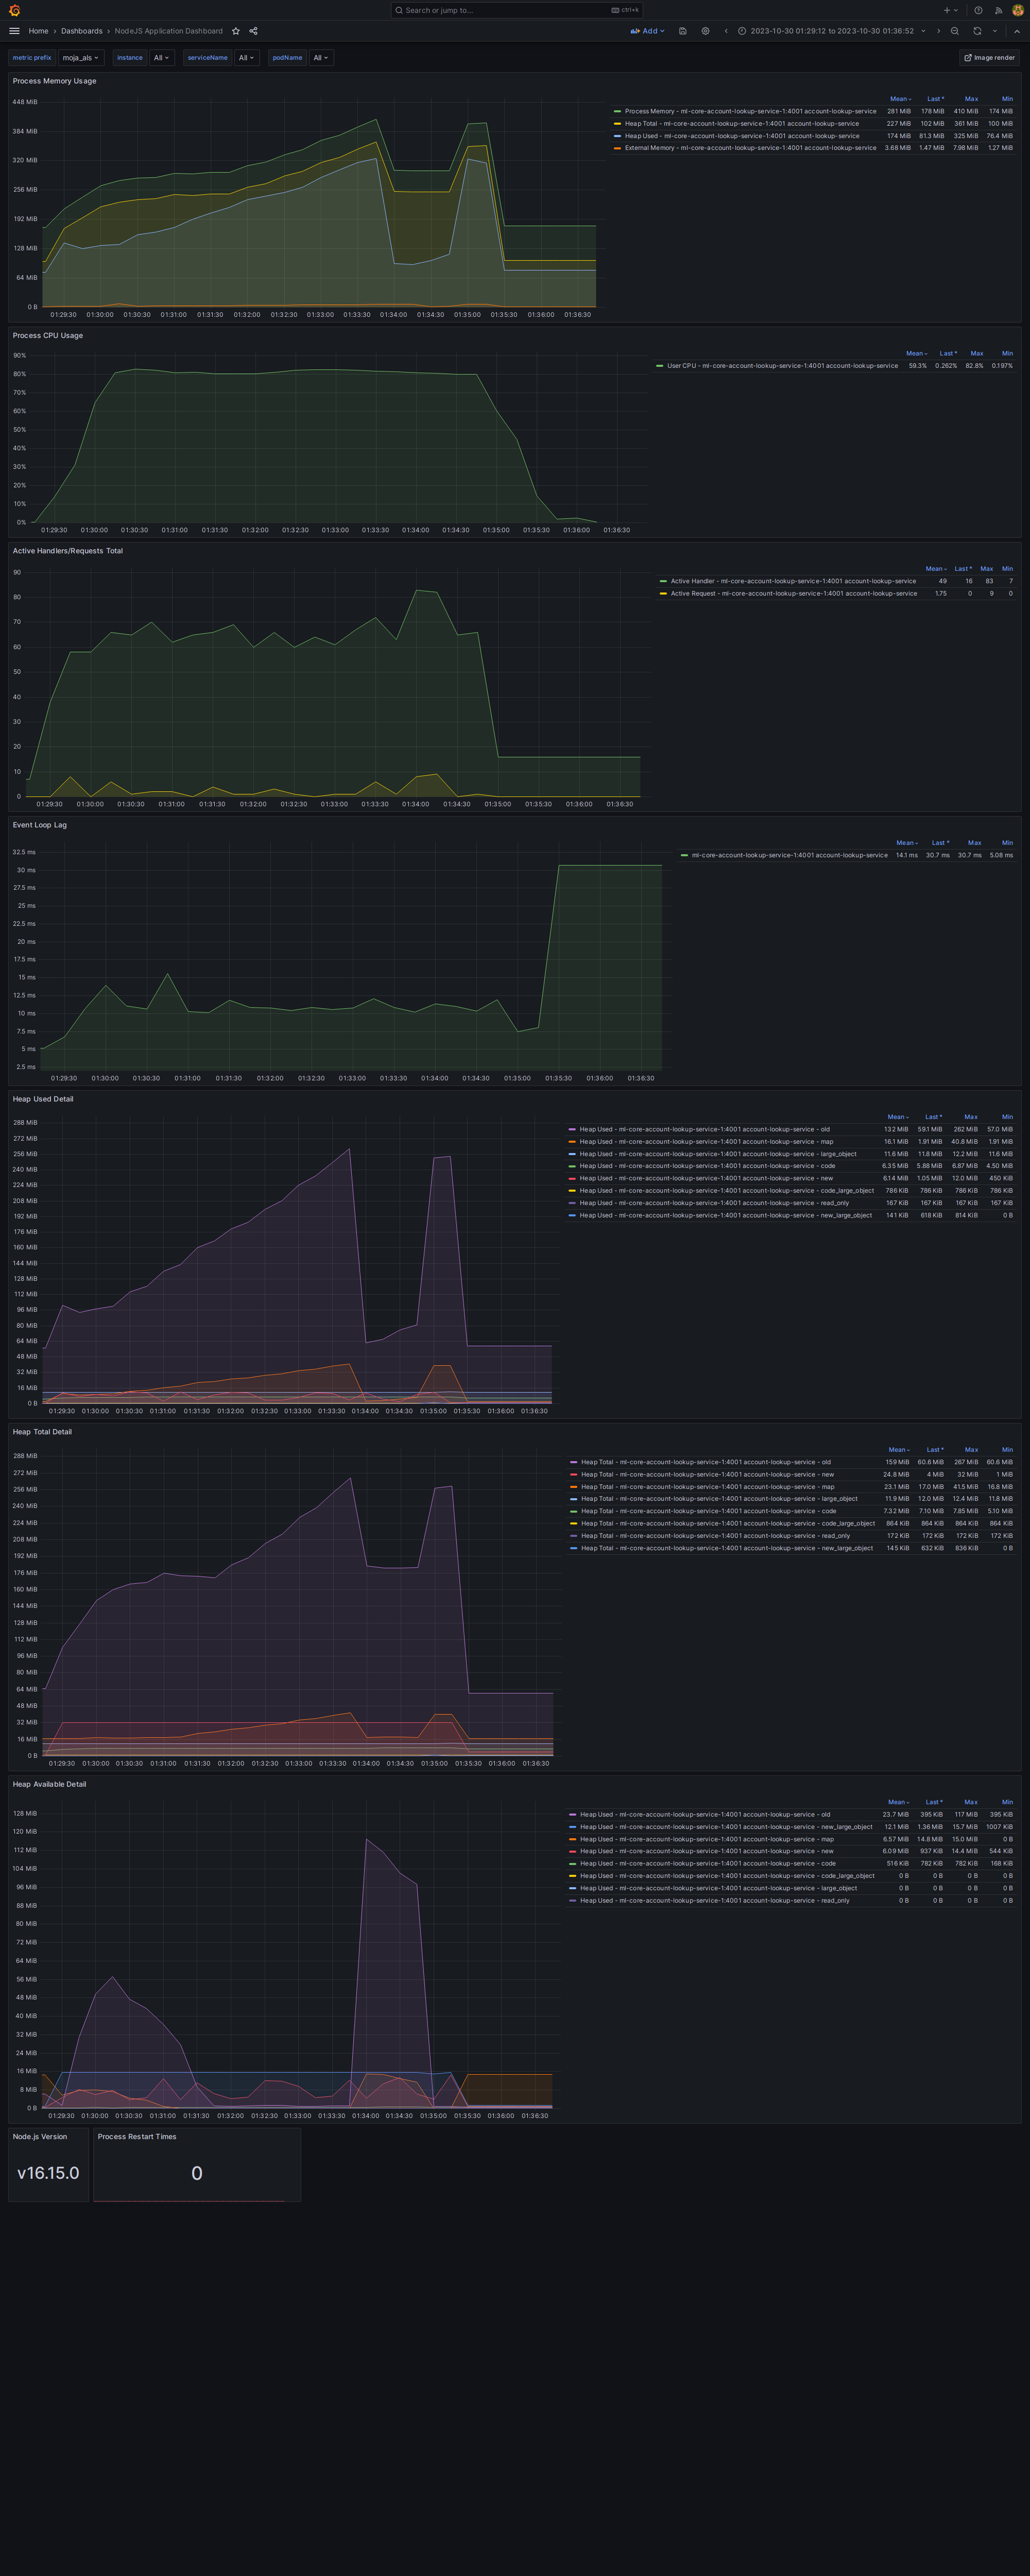 Search or jump to... ctrl+k
Home › Dashboards › NodeJS Application Dashboard Add 2023-10-30 01:29:12 to 2023-10-30 01:36:52
metric prefix moja_als instance All serviceName All podName All Image render
Process Memory Usage
Mean Last * Max Min
Process Memory - ml-core-account-lookup-service-1:4001 account-lookup-service 281 MiB 178 MiB 410 MiB 174 MiB
Heap Total - ml-core-account-lookup-service-1:4001 account-lookup-service 227 MiB 102 MiB 361 MiB 100 MiB
Heap Used - ml-core-account-lookup-service-1:4001 account-lookup-service 174 MiB 81.3 MiB 325 MiB 76.4 MiB
External Memory - ml-core-account-lookup-service-1:4001 account-lookup-service 3.68 MiB 1.47 MiB 7.98 MiB 1.27 MiB
448 MiB
384 MiB
320 MiB
256 MiB
192 MiB
128 MiB
64 MiB
0 B
01:29:30 01:30:00 01:30:30 01:31:00 01:31:30 01:32:00 01:32:30 01:33:00 01:33:30 01:34:00 01:34:30 01:35:00 01:35:30 01:36:00 01:36:30
Process CPU Usage
Mean Last * Max Min
User CPU - ml-core-account-lookup-service-1:4001 account-lookup-service 59.3% 0.262% 82.8% 0.197%
90%
80%
70%
60%
50%
40%
30%
20%
10%
0%
01:29:30 01:30:00 01:30:30 01:31:00 01:31:30 01:32:00 01:32:30 01:33:00 01:33:30 01:34:00 01:34:30 01:35:00 01:35:30 01:36:00 01:36:30
Active Handlers/Requests Total
Mean Last * Max Min
Active Handler - ml-core-account-lookup-service-1:4001 account-lookup-service 49 16 83 7
Active Request - ml-core-account-lookup-service-1:4001 account-lookup-service 1.75 0 9 0
90
80
70
60
50
40
30
20
10
0
01:29:30 01:30:00 01:30:30 01:31:00 01:31:30 01:32:00 01:32:30 01:33:00 01:33:30 01:34:00 01:34:30 01:35:00 01:35:30 01:36:00 01:36:30
Event Loop Lag
Mean Last * Max Min
ml-core-account-lookup-service-1:4001 account-lookup-service 14.1 ms 30.7 ms 30.7 ms 5.08 ms
32.5 ms
30 ms
27.5 ms
25 ms
22.5 ms
20 ms
17.5 ms
15 ms
12.5 ms
10 ms
7.5 ms
5 ms
2.5 ms
01:29:30 01:30:00 01:30:30 01:31:00 01:31:30 01:32:00 01:32:30 01:33:00 01:33:30 01:34:00 01:34:30 01:35:00 01:35:30 01:36:00 01:36:30
Heap Used Detail
Mean Last * Max Min
Heap Used - ml-core-account-lookup-service-1:4001 account-lookup-service - old 132 MiB 59.1 MiB 262 MiB 57.0 MiB
Heap Used - ml-core-account-lookup-service-1:4001 account-lookup-service - map 16.1 MiB 1.91 MiB 40.8 MiB 1.91 MiB
Heap Used - ml-core-account-lookup-service-1:4001 account-lookup-service - large_object 11.6 MiB 11.8 MiB 12.2 MiB 11.6 MiB
Heap Used - ml-core-account-lookup-service-1:4001 account-lookup-service - code 6.35 MiB 5.88 MiB 6.87 MiB 4.50 MiB
Heap Used - ml-core-account-lookup-service-1:4001 account-lookup-service - new 6.14 MiB 1.05 MiB 12.0 MiB 450 KiB
Heap Used - ml-core-account-lookup-service-1:4001 account-lookup-service - code_large_object 786 KiB 786 KiB 786 KiB 786 KiB
Heap Used - ml-core-account-lookup-service-1:4001 account-lookup-service - read_only 167 KiB 167 KiB 167 KiB 167 KiB
Heap Used - ml-core-account-lookup-service-1:4001 account-lookup-service - new_large_object 141 KiB 618 KiB 814 KiB 0 B
288 MiB
272 MiB
256 MiB
240 MiB
224 MiB
208 MiB
192 MiB
176 MiB
160 MiB
144 MiB
128 MiB
112 MiB
96 MiB
80 MiB
64 MiB
48 MiB
32 MiB
16 MiB
0 B
01:29:30 01:30:00 01:30:30 01:31:00 01:31:30 01:32:00 01:32:30 01:33:00 01:33:30 01:34:00 01:34:30 01:35:00 01:35:30 01:36:00 01:36:30
Heap Total Detail
Mean Last * Max Min
Heap Total - ml-core-account-lookup-service-1:4001 account-lookup-service - old 159 MiB 60.6 MiB 267 MiB 60.6 MiB
Heap Total - ml-core-account-lookup-service-1:4001 account-lookup-service - new 24.8 MiB 4 MiB 32 MiB 1 MiB
Heap Total - ml-core-account-lookup-service-1:4001 account-lookup-service - map 23.1 MiB 17.0 MiB 41.5 MiB 16.8 MiB
Heap Total - ml-core-account-lookup-service-1:4001 account-lookup-service - large_object 11.9 MiB 12.0 MiB 12.4 MiB 11.8 MiB
Heap Total - ml-core-account-lookup-service-1:4001 account-lookup-service - code 7.32 MiB 7.10 MiB 7.85 MiB 5.10 MiB
Heap Total - ml-core-account-lookup-service-1:4001 account-lookup-service - code_large_object 864 KiB 864 KiB 864 KiB 864 KiB
Heap Total - ml-core-account-lookup-service-1:4001 account-lookup-service - read_only 172 KiB 172 KiB 172 KiB 172 KiB
Heap Total - ml-core-account-lookup-service-1:4001 account-lookup-service - new_large_object 145 KiB 632 KiB 836 KiB 0 B
288 MiB
272 MiB
256 MiB
240 MiB
224 MiB
208 MiB
192 MiB
176 MiB
160 MiB
144 MiB
128 MiB
112 MiB
96 MiB
80 MiB
64 MiB
48 MiB
32 MiB
16 MiB
0 B
01:29:30 01:30:00 01:30:30 01:31:00 01:31:30 01:32:00 01:32:30 01:33:00 01:33:30 01:34:00 01:34:30 01:35:00 01:35:30 01:36:00 01:36:30
Heap Available Detail
Mean Last * Max Min
Heap Used - ml-core-account-lookup-service-1:4001 account-lookup-service - old 23.7 MiB 395 KiB 117 MiB 395 KiB
Heap Used - ml-core-account-lookup-service-1:4001 account-lookup-service - new_large_object 12.1 MiB 1.36 MiB 15.7 MiB 1007 KiB
Heap Used - ml-core-account-lookup-service-1:4001 account-lookup-service - map 6.57 MiB 14.8 MiB 15.0 MiB 0 B
Heap Used - ml-core-account-lookup-service-1:4001 account-lookup-service - new 6.09 MiB 937 KiB 14.4 MiB 544 KiB
Heap Used - ml-core-account-lookup-service-1:4001 account-lookup-service - code 516 KiB 782 KiB 782 KiB 168 KiB
Heap Used - ml-core-account-lookup-service-1:4001 account-lookup-service - code_large_object 0 B 0 B 0 B 0 B
Heap Used - ml-core-account-lookup-service-1:4001 account-lookup-service - large_object 0 B 0 B 0 B 0 B
Heap Used - ml-core-account-lookup-service-1:4001 account-lookup-service - read_only 0 B 0 B 0 B 0 B
128 MiB
120 MiB
112 MiB
104 MiB
96 MiB
88 MiB
80 MiB
72 MiB
64 MiB
56 MiB
48 MiB
40 MiB
32 MiB
24 MiB
16 MiB
8 MiB
0 B
01:29:30 01:30:00 01:30:30 01:31:00 01:31:30 01:32:00 01:32:30 01:33:00 01:33:30 01:34:00 01:34:30 01:35:00 01:35:30 01:36:00 01:36:30
Node.js Version Process Restart Times
v16.15.0 0